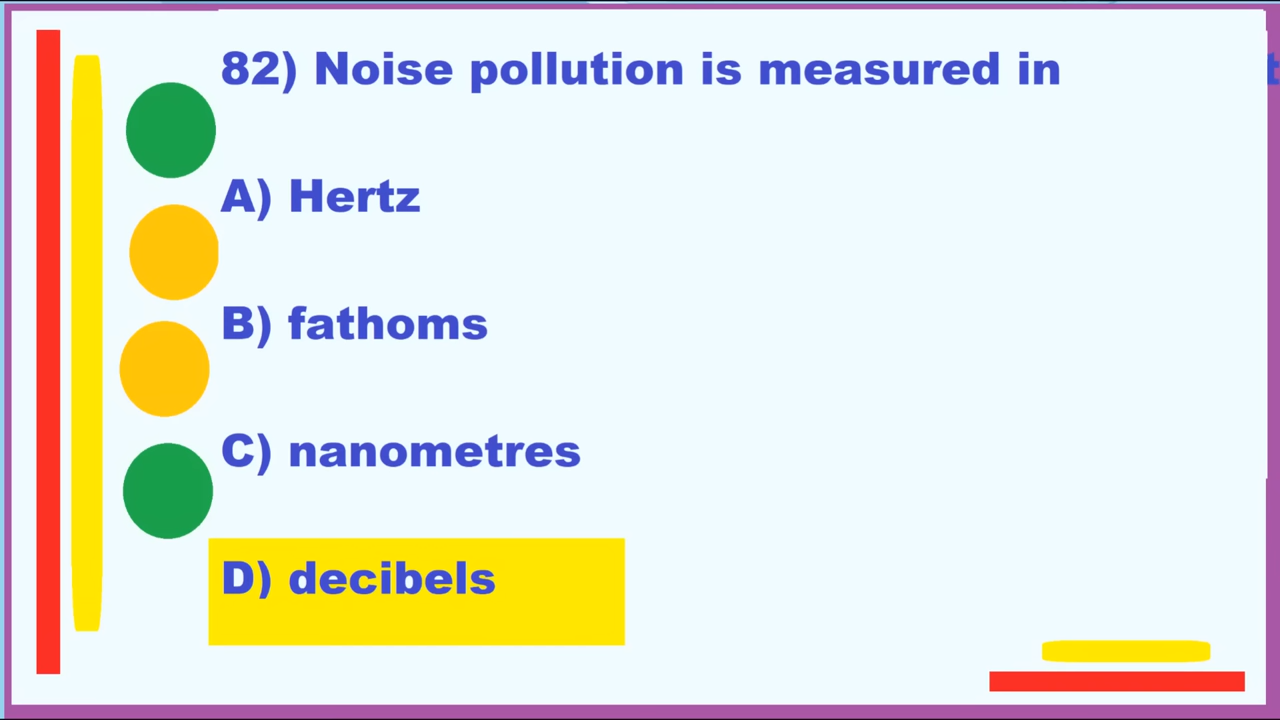 82) Noise pollution is measured in
A) Hertz
B) fathoms
C) nanometres
D) decibels